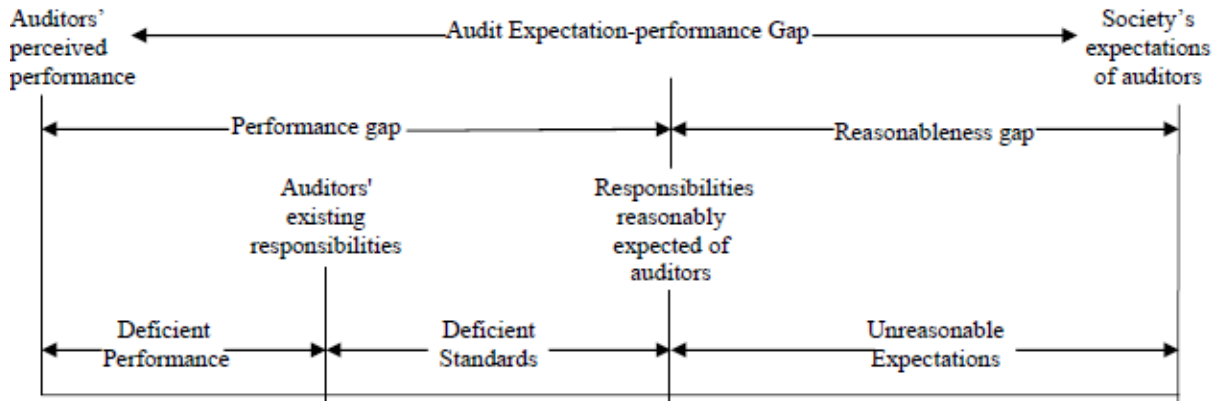 Auditors’
perceived
performance
Audit Expectation-performance Gap
Society’s
expectations
of auditors
Performance gap
Reasonableness gap
Auditors'
existing
responsibilities
Responsibilities
reasonably
expected of
auditors
Deficient
Performance
Deficient
Standards
Unreasonable
Expectations